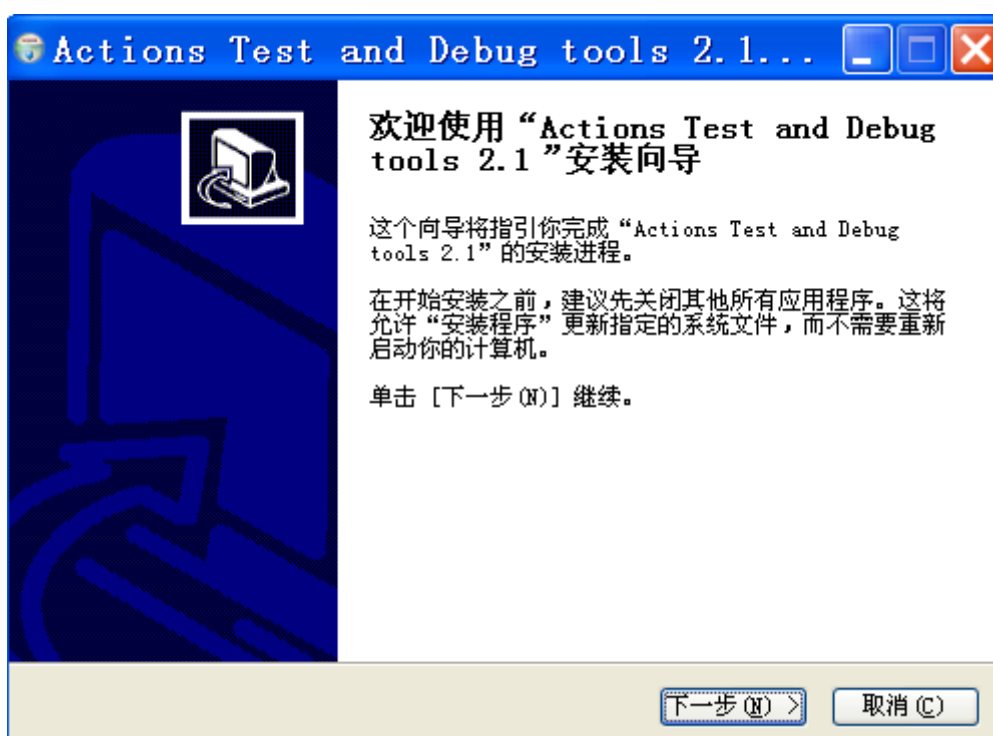 Actions Test and Debug tools 2.1...
欢迎使用“Actions Test and Debug
tools 2.1 ”安装向导
这个向导将指引你完成“Actions Test and Debug
tools 2.1”的安装进程。
在开始安装之前，建议先关闭其他所有应用程序。这将
允许“安装程序”更新指定的系统文件，而不需要重新
启动你的计算机。
单击 [下一步(N)] 继续。
下一步(N) >
取消(C)